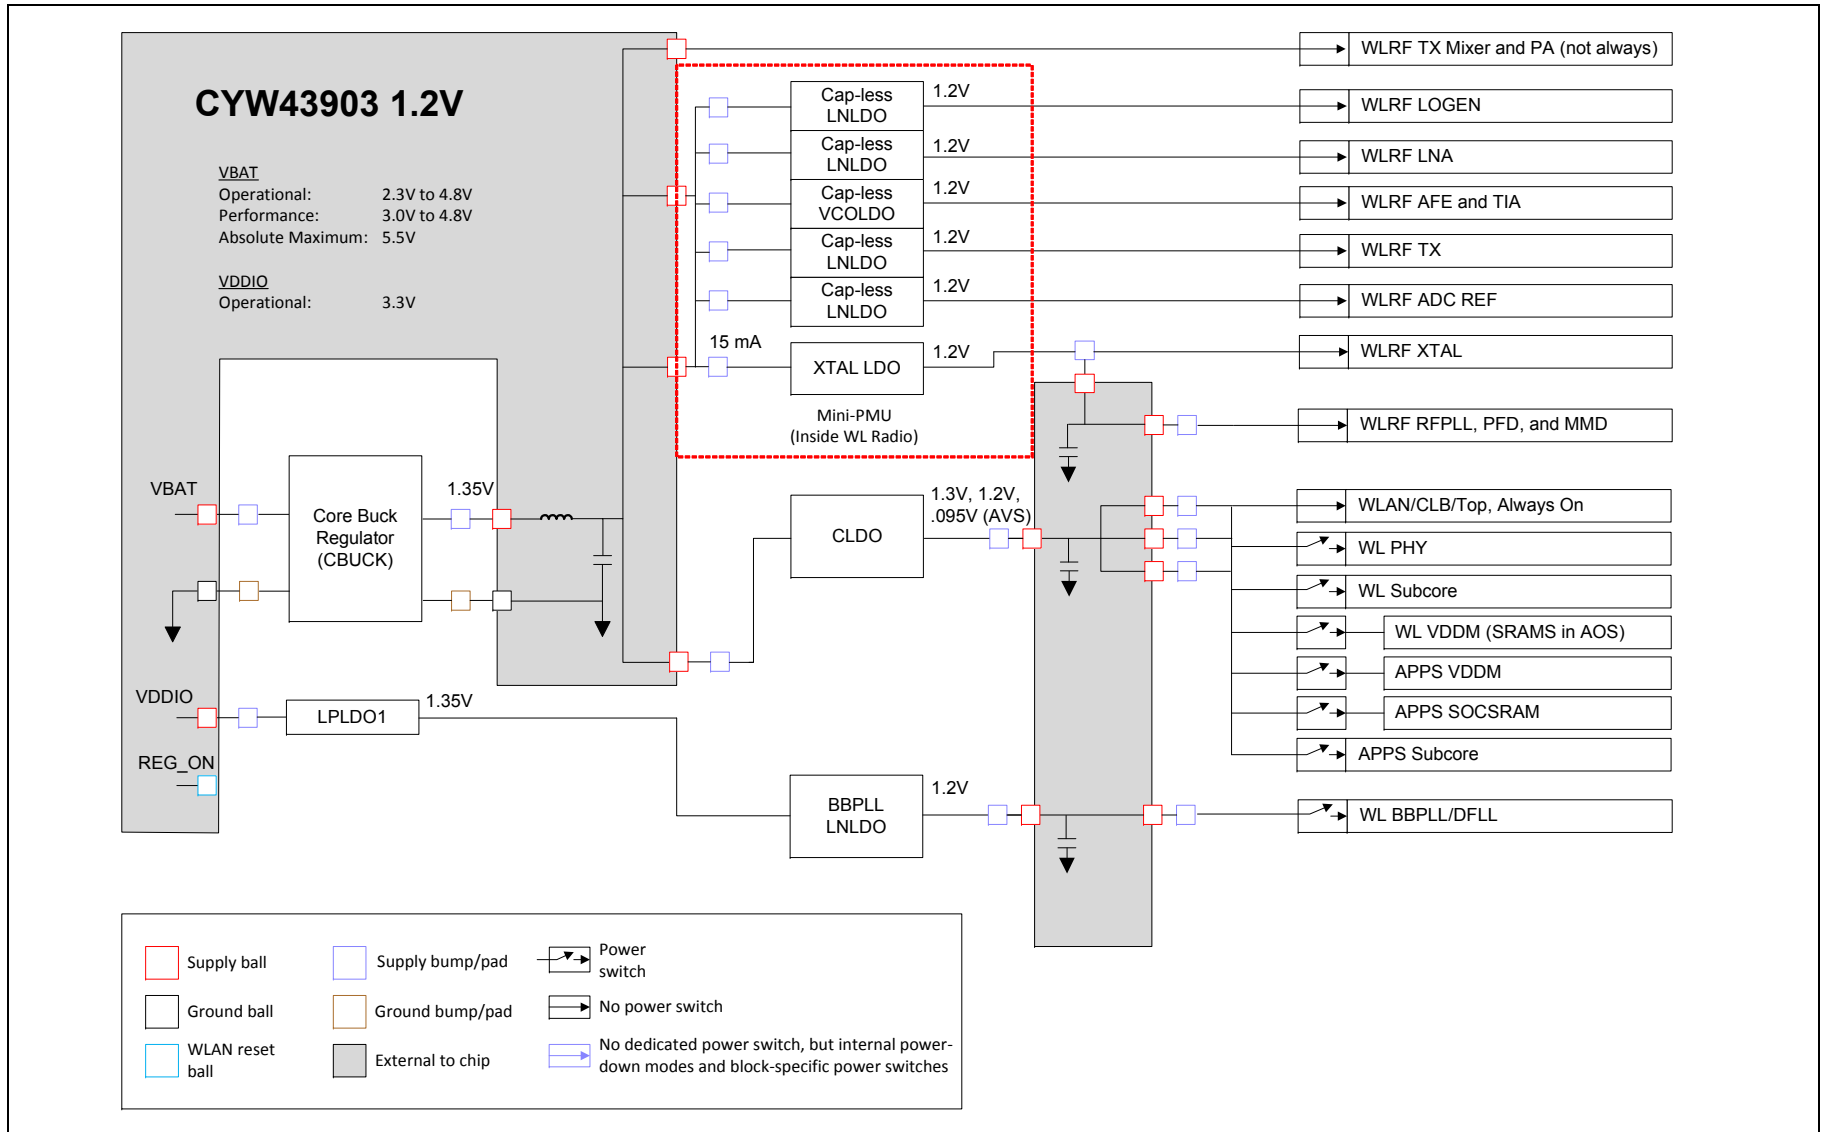 CYW43903 1.2V
VBAT
Operational: 2.3V to 4.8V
Performance: 3.0V to 4.8V
Absolute Maximum: 5.5V
VDDIO
Operational: 3.3V
VBAT
Core Buck
Regulator
(CBUCK)
1.35V
VDDIO
LPLDO1
1.35V
REG_ON
Cap-less
LNLDO
1.2V
Cap-less
LNLDO
1.2V
Cap-less
VCOLDO
1.2V
Cap-less
LNLDO
1.2V
Cap-less
LNLDO
1.2V
15 mA
XTAL LDO
1.2V
Mini-PMU
(Inside WL Radio)
CLDO
1.3V, 1.2V,
.095V (AVS)
BBPLL
LNLDO
1.2V
WLRF TX Mixer and PA (not always)
WLRF LOGEN
WLRF LNA
WLRF AFE and TIA
WLRF TX
WLRF ADC REF
WLRF XTAL
WLRF RFPLL, PFD, and MMD
WLAN/CLB/Top, Always On
WL PHY
WL Subcore
WL VDDM (SRAMS in AOS)
APPS VDDM
APPS SOCSRAM
APPS Subcore
WL BBPLL/DFLL
Supply ball
Ground ball
WLAN reset
ball
Supply bump/pad
Ground bump/pad
External to chip
Power
switch
No power switch
No dedicated power switch, but internal power-
down modes and block-specific power switches